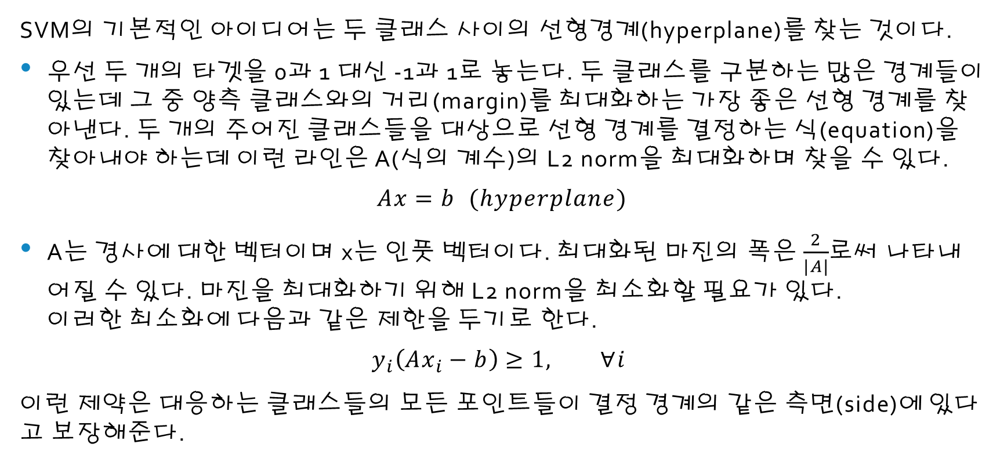 SVM의 기본적인 아이디어는 두 클래스 사이의 선형경계(hyperplane)를 찾는 것이다.
• 우선 두 개의 타겟을 0과 1 대신 -1과 1로 놓는다. 두 클래스를 구분하는 많은 경계들이
있는데 그 중 양측 클래스와의 거리(margin)를 최대화하는 가장 좋은 선형 경계를 찾
아낸다. 두 개의 주어진 클래스들을 대상으로 선형 경계를 결정하는 식(equation)을
찾아내야 하는데 이런 라인은 A(식의 계수)의 L2 norm을 최대화하며 찾을 수 있다.
Ax = b (hyperplane)
• A는 경사에 대한 벡터이며 x는 인풋 벡터이다. 최대화된 마진의 폭은 2/|A|로써 나타내
어질 수 있다. 마진을 최대화하기 위해 L2 norm을 최소화할 필요가 있다.
이러한 최소화에 다음과 같은 제한을 두기로 한다.
yᵢ(Axᵢ − b) ≥ 1, ∀i
이런 제약은 대응하는 클래스들의 모든 포인트들이 결정 경계의 같은 측면(side)에 있다
고 보장해준다.